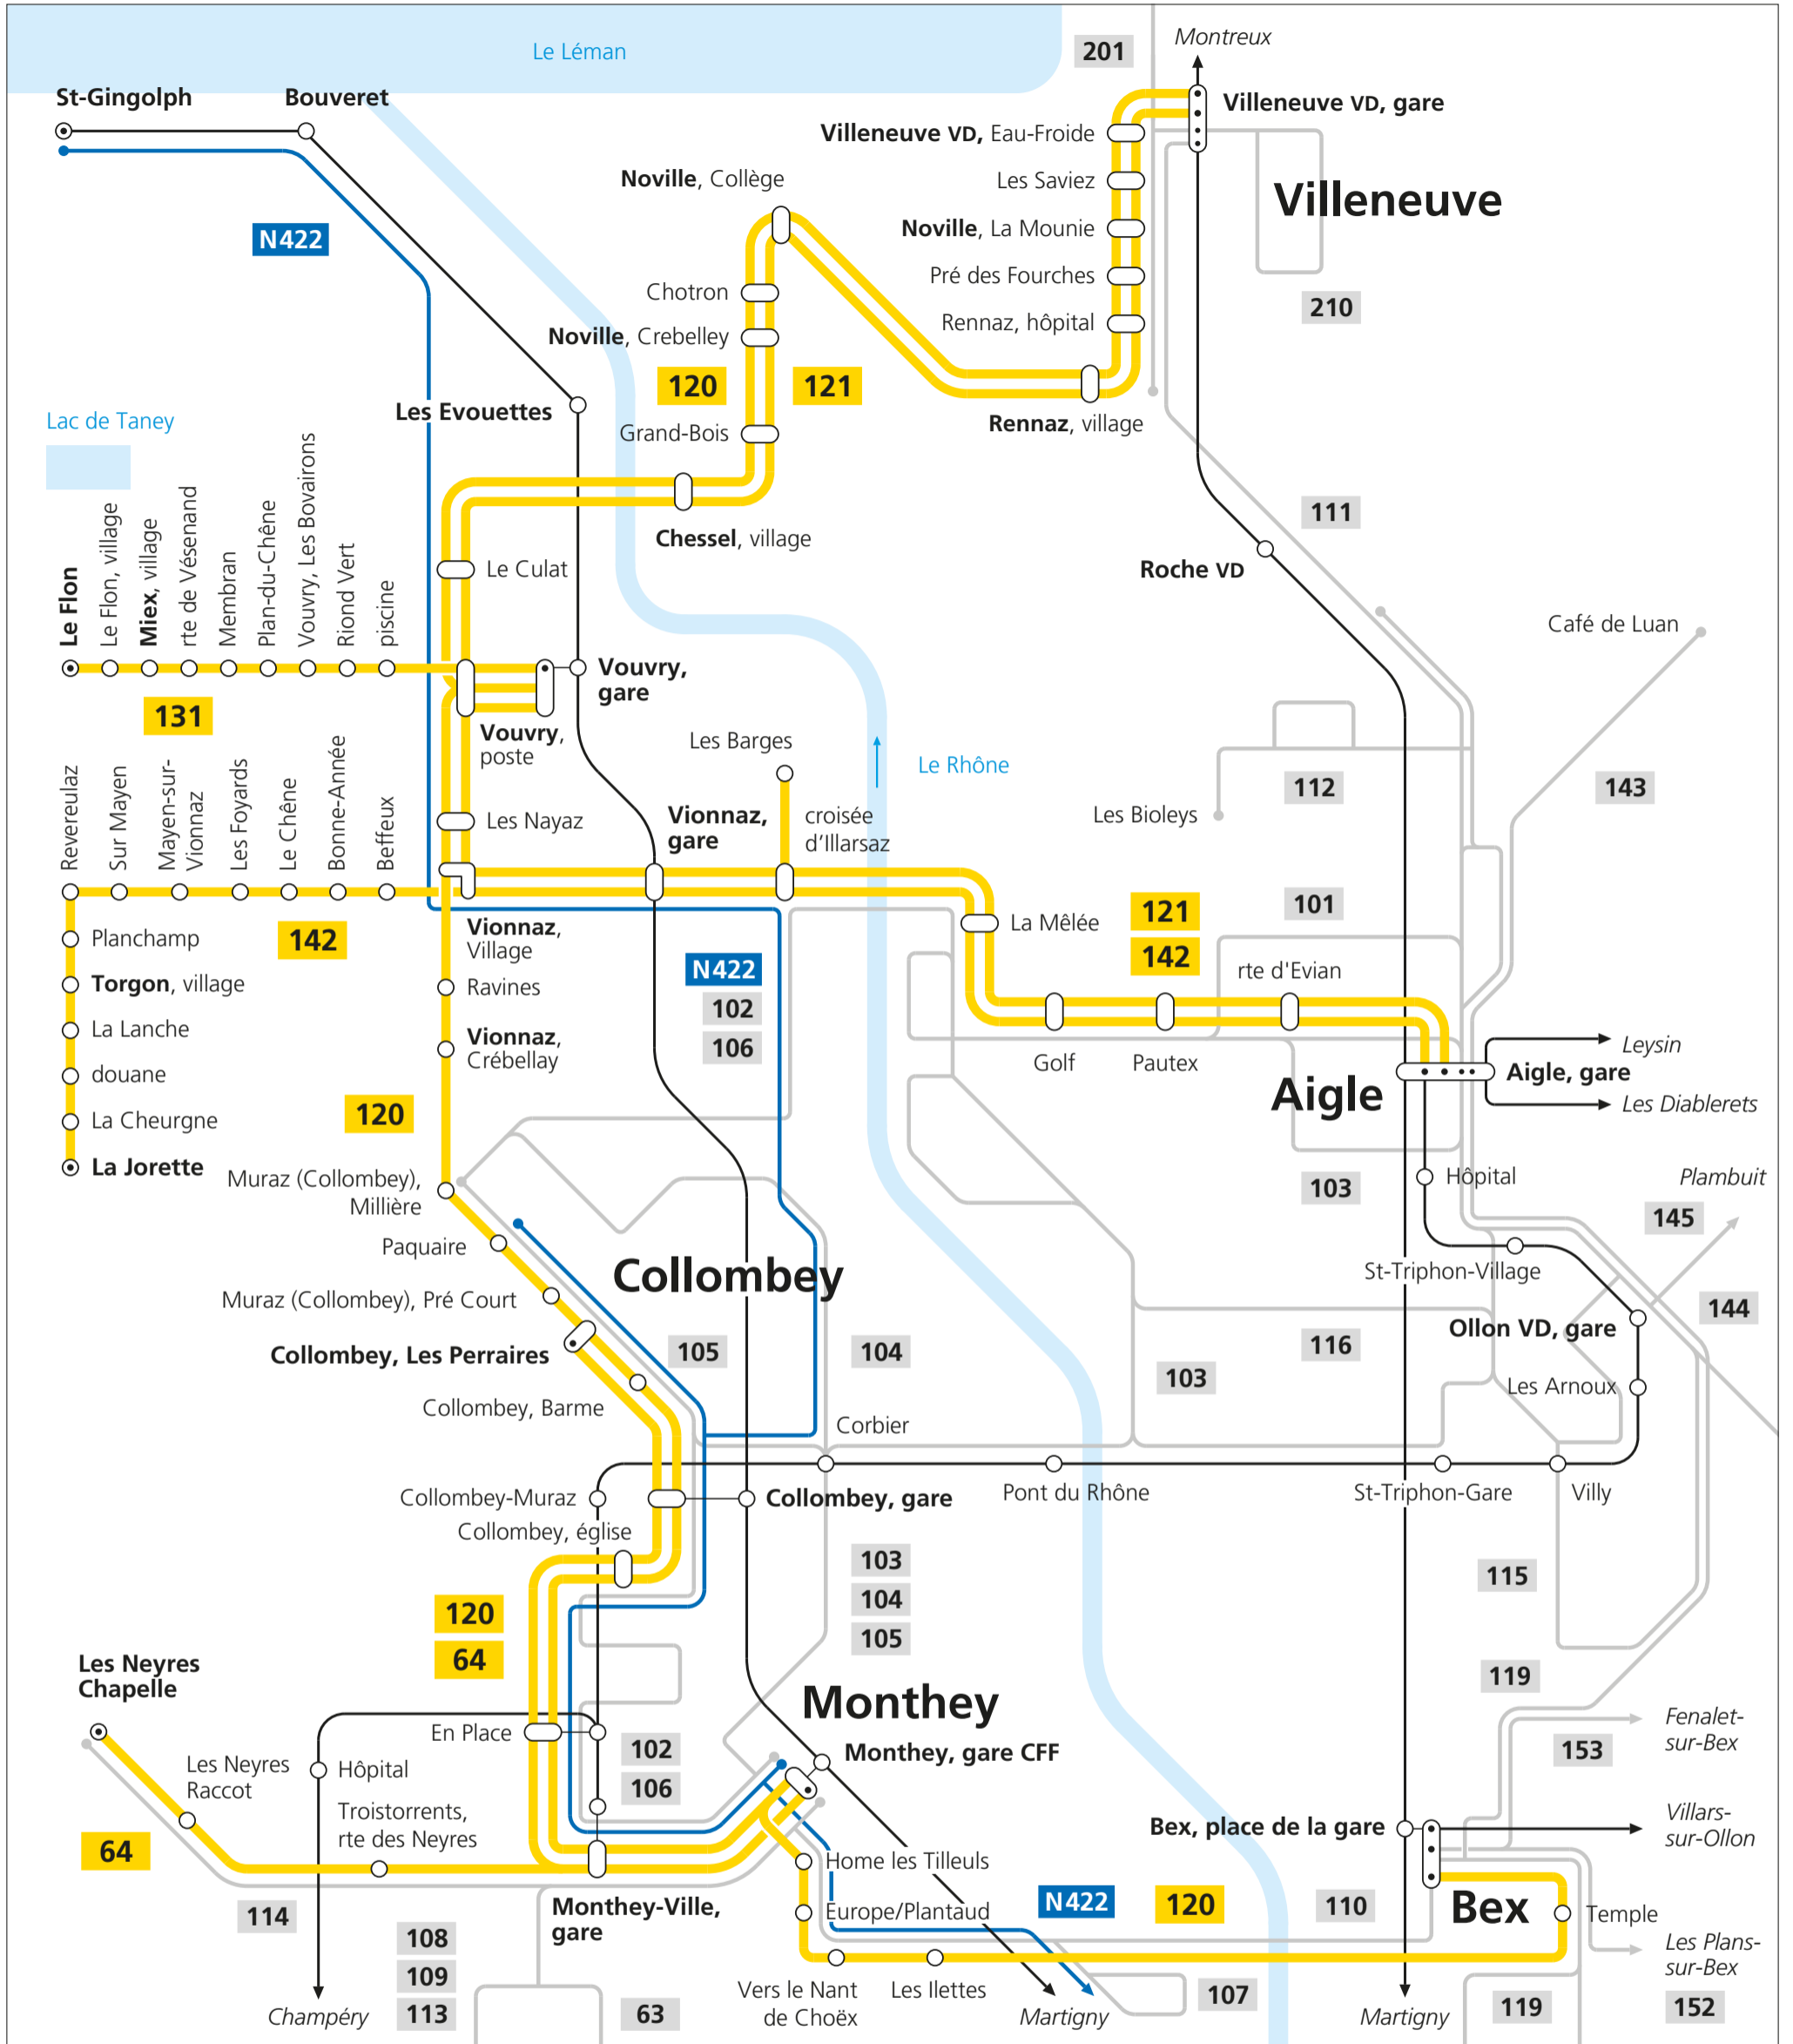 Le Léman
201
Montreux
St-Gingolph
Bouveret
Villeneuve VD, gare
Villeneuve VD, Eau-Froide
Noville, Collège
Les Saviez
Villeneuve
N422
Noville, La Mounie
Pré des Fourches
Chotron
210
Noville, Crebelley
Rennaz, hôpital
120
121
Les Evouettes
Rennaz, village
Lac de Taney
Grand-Bois
111
Chessel, village
Le Culat
Roche VD
Le Flon
Le Flon, village
Miex, village
rte de Vésenand
Membran
Plan-du-Chêne
Vouvry, Les Bovairons
Riond Vert
piscine
Café de Luan
Vouvry,
gare
131
Vouvry,
poste
Les Barges
Le Rhône
112
143
Revereulaz
Sur Mayen
Mayen-sur-
Vionnaz
Les Foyards
Le Chêne
Bonne-Année
Beffeux
Les Nayaz
Vionnaz,
gare
croisée
d'Illarsaz
Les Bioleys
101
La Mêlée
121
142
142
Vionnaz,
Village
Planchamp
N422
rte d'Evian
Torgon, village
Ravines
102
La Lanche
Vionnaz,
Crébellay
106
Golf
Pautex
Leysin
douane
Aigle
Aigle, gare
120
Les Diablerets
La Cheurgne
La Jorette
Muraz (Collombey),
Millière
103
Hôpital
Plambuit
145
Paquaire
Collombey
St-Triphon-Village
Muraz (Collombey), Pré Court
144
Ollon VD, gare
Collombey, Les Perraires
105
104
116
103
Les Arnoux
Collombey, Barme
Corbier
Collombey-Muraz
Collombey, gare
Pont du Rhône
St-Triphon-Gare
Villy
Collombey, église
103
115
104
120
105
64
Les Neyres
Chapelle
119
Monthey
En Place
Fenalet-
sur-Bex
102
Monthey, gare CFF
153
Les Neyres
Raccot
Hôpital
106
Troistorrents,
rte des Neyres
Bex, place de la gare
Villars-
sur-Ollon
64
Home les Tilleuls
Monthey-Ville,
gare
Europe/Plantaud
N422
120
110
Bex
Temple
114
108
Les Plans-
sur-Bex
109
Vers le Nant
de Choëx
Les Ilettes
107
Champéry
113
63
Martigny
Martigny
119
152